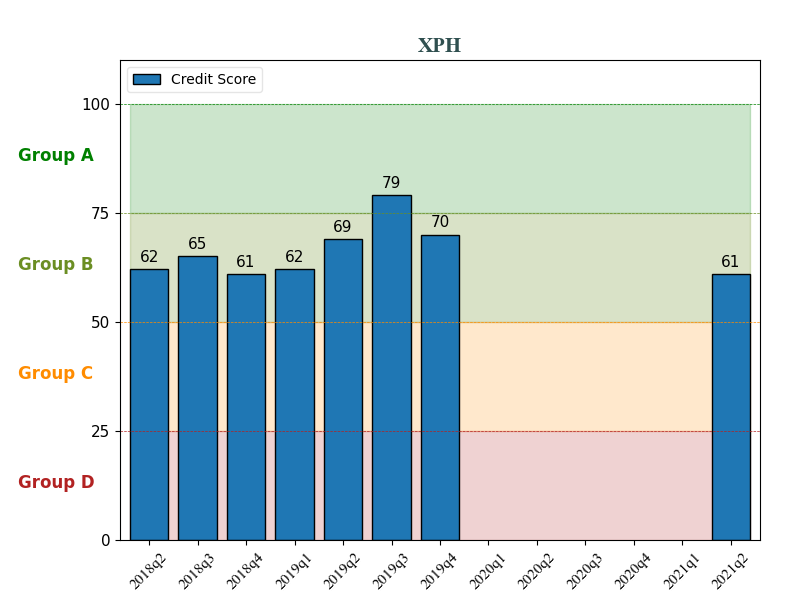 XPH
Credit Score
100
Group A
75
Group B
50
Group C
25
Group D
0
62
65
61
62
69
79
70
61
2018q2
2018q3
2018q4
2019q1
2019q2
2019q3
2019q4
2020q1
2020q2
2020q3
2020q4
2021q1
2021q2